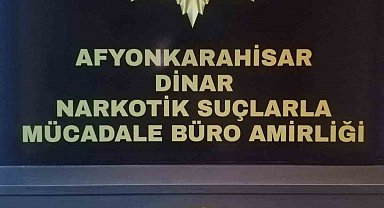 AFYONKARAHİSAR
DİNAR
NARKOTİK SUÇLARLA
MÜCADALE BÜRO AMİRLİĞİ